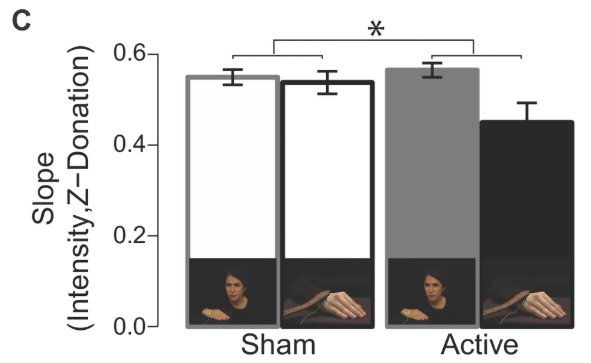 C
*
Slope
(Intensity,Z−Donation)
0.6
0.4
0.2
0.0
Sham
Active